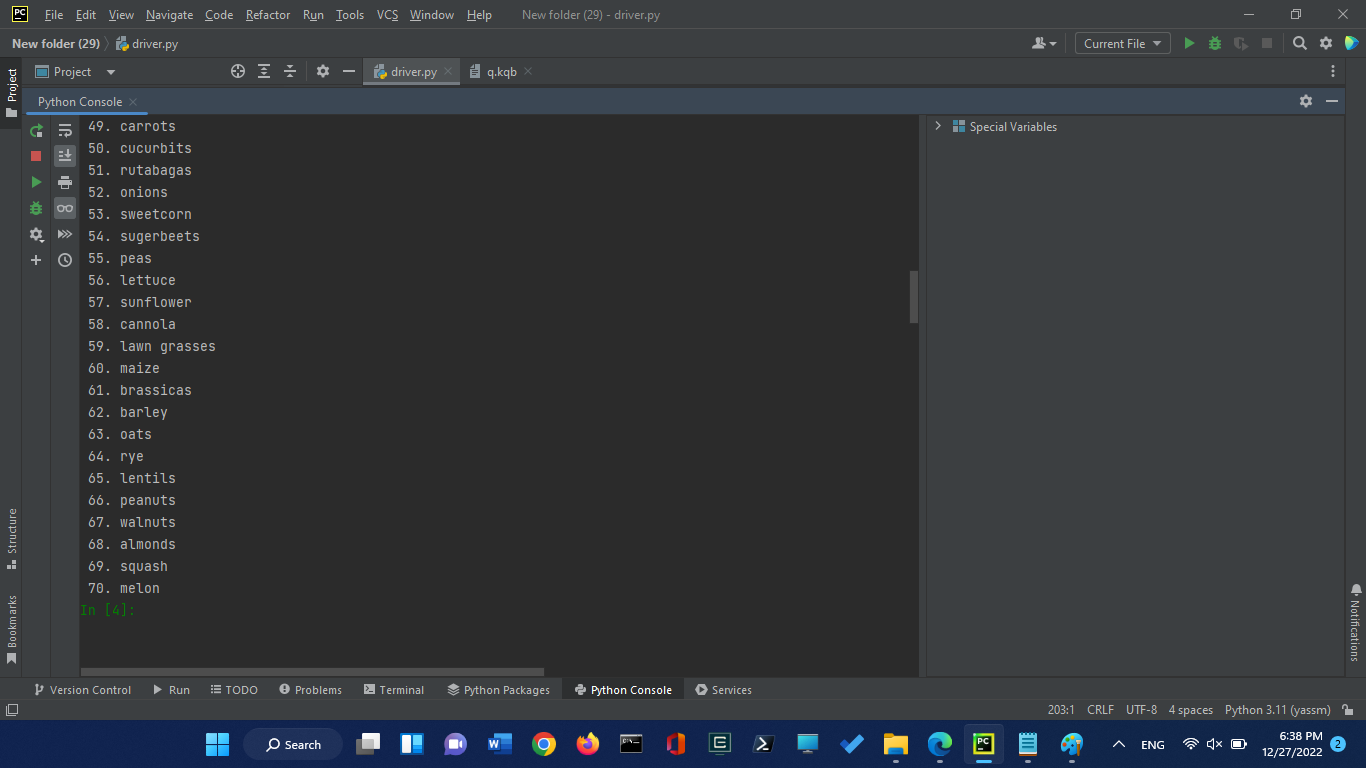 PC File Edit View Navigate Code Refactor Run Tools VCS Window Help New folder (29) - driver.py
New folder (29) driver.py Current File
Project driver.py q.kqb
Project
Python Console
49. carrots
50. cucurbits
51. rutabagas
52. onions
53. sweetcorn
54. sugerbeets
55. peas
56. lettuce
57. sunflower
58. cannola
59. lawn grasses
60. maize
61. brassicas
62. barley
63. oats
64. rye
65. lentils
66. peanuts
67. walnuts
68. almonds
69. squash
70. melon
In [4]:
Special Variables
Structure
Bookmarks
Notifications
Version Control Run TODO Problems Terminal Python Packages Python Console Services
203:1 CRLF UTF-8 4 spaces Python 3.11 (yassm)
Search
ENG
6:38 PM
12/27/2022
2